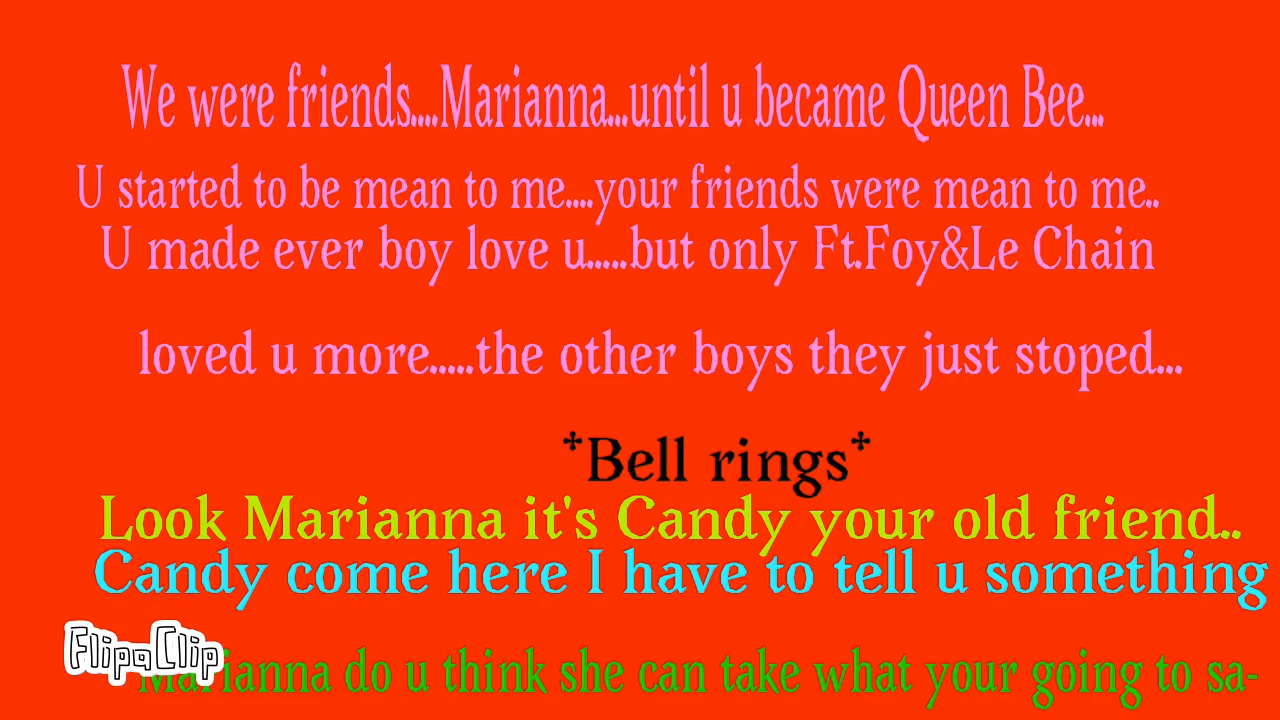 We were friends....Marianna...until u became Queen Bee...
U started to be mean to me....your friends were mean to me..
U made ever boy love u.....but only Ft.Foy&Le Chain
loved u more.....the other boys they just stoped...
*Bell rings*
Look Marianna it's Candy your old friend..
Candy come here I have to tell u something
FlipaClip
Marianna do u think she can take what your going to sa-